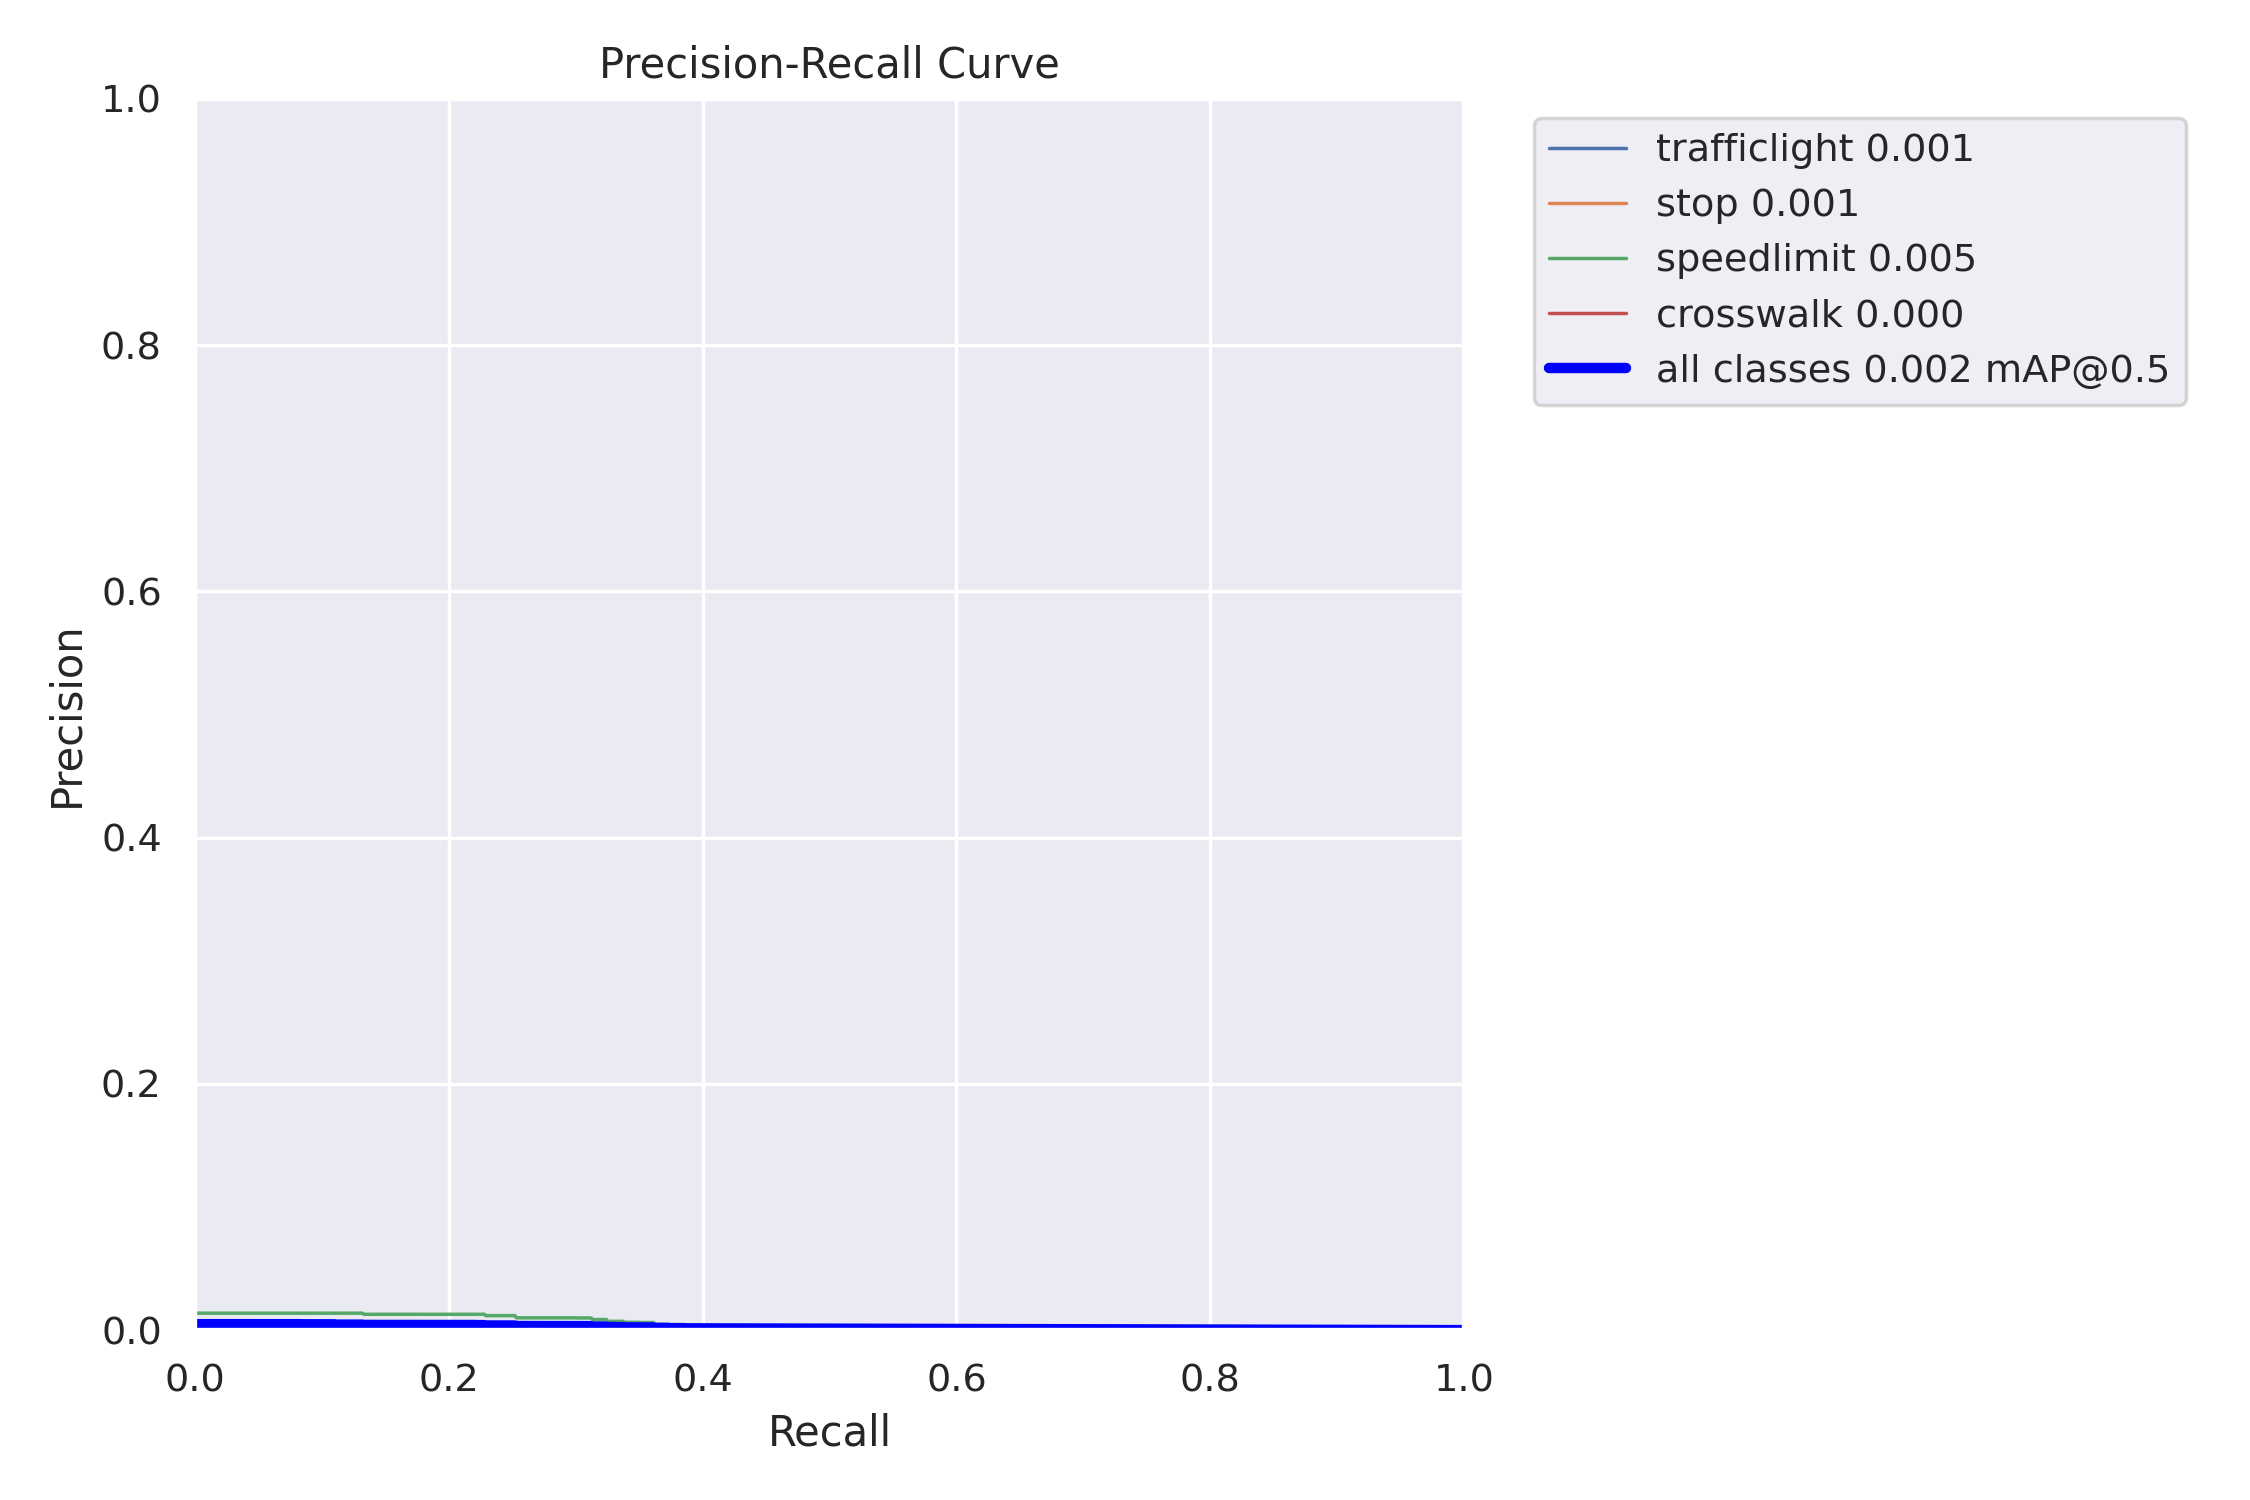 Precision-Recall Curve
1.0
0.8
0.6
0.4
0.2
0.0
Precision
0.0 0.2 0.4 0.6 0.8 1.0
Recall
trafficlight 0.001
stop 0.001
speedlimit 0.005
crosswalk 0.000
all classes 0.002 mAP@0.5